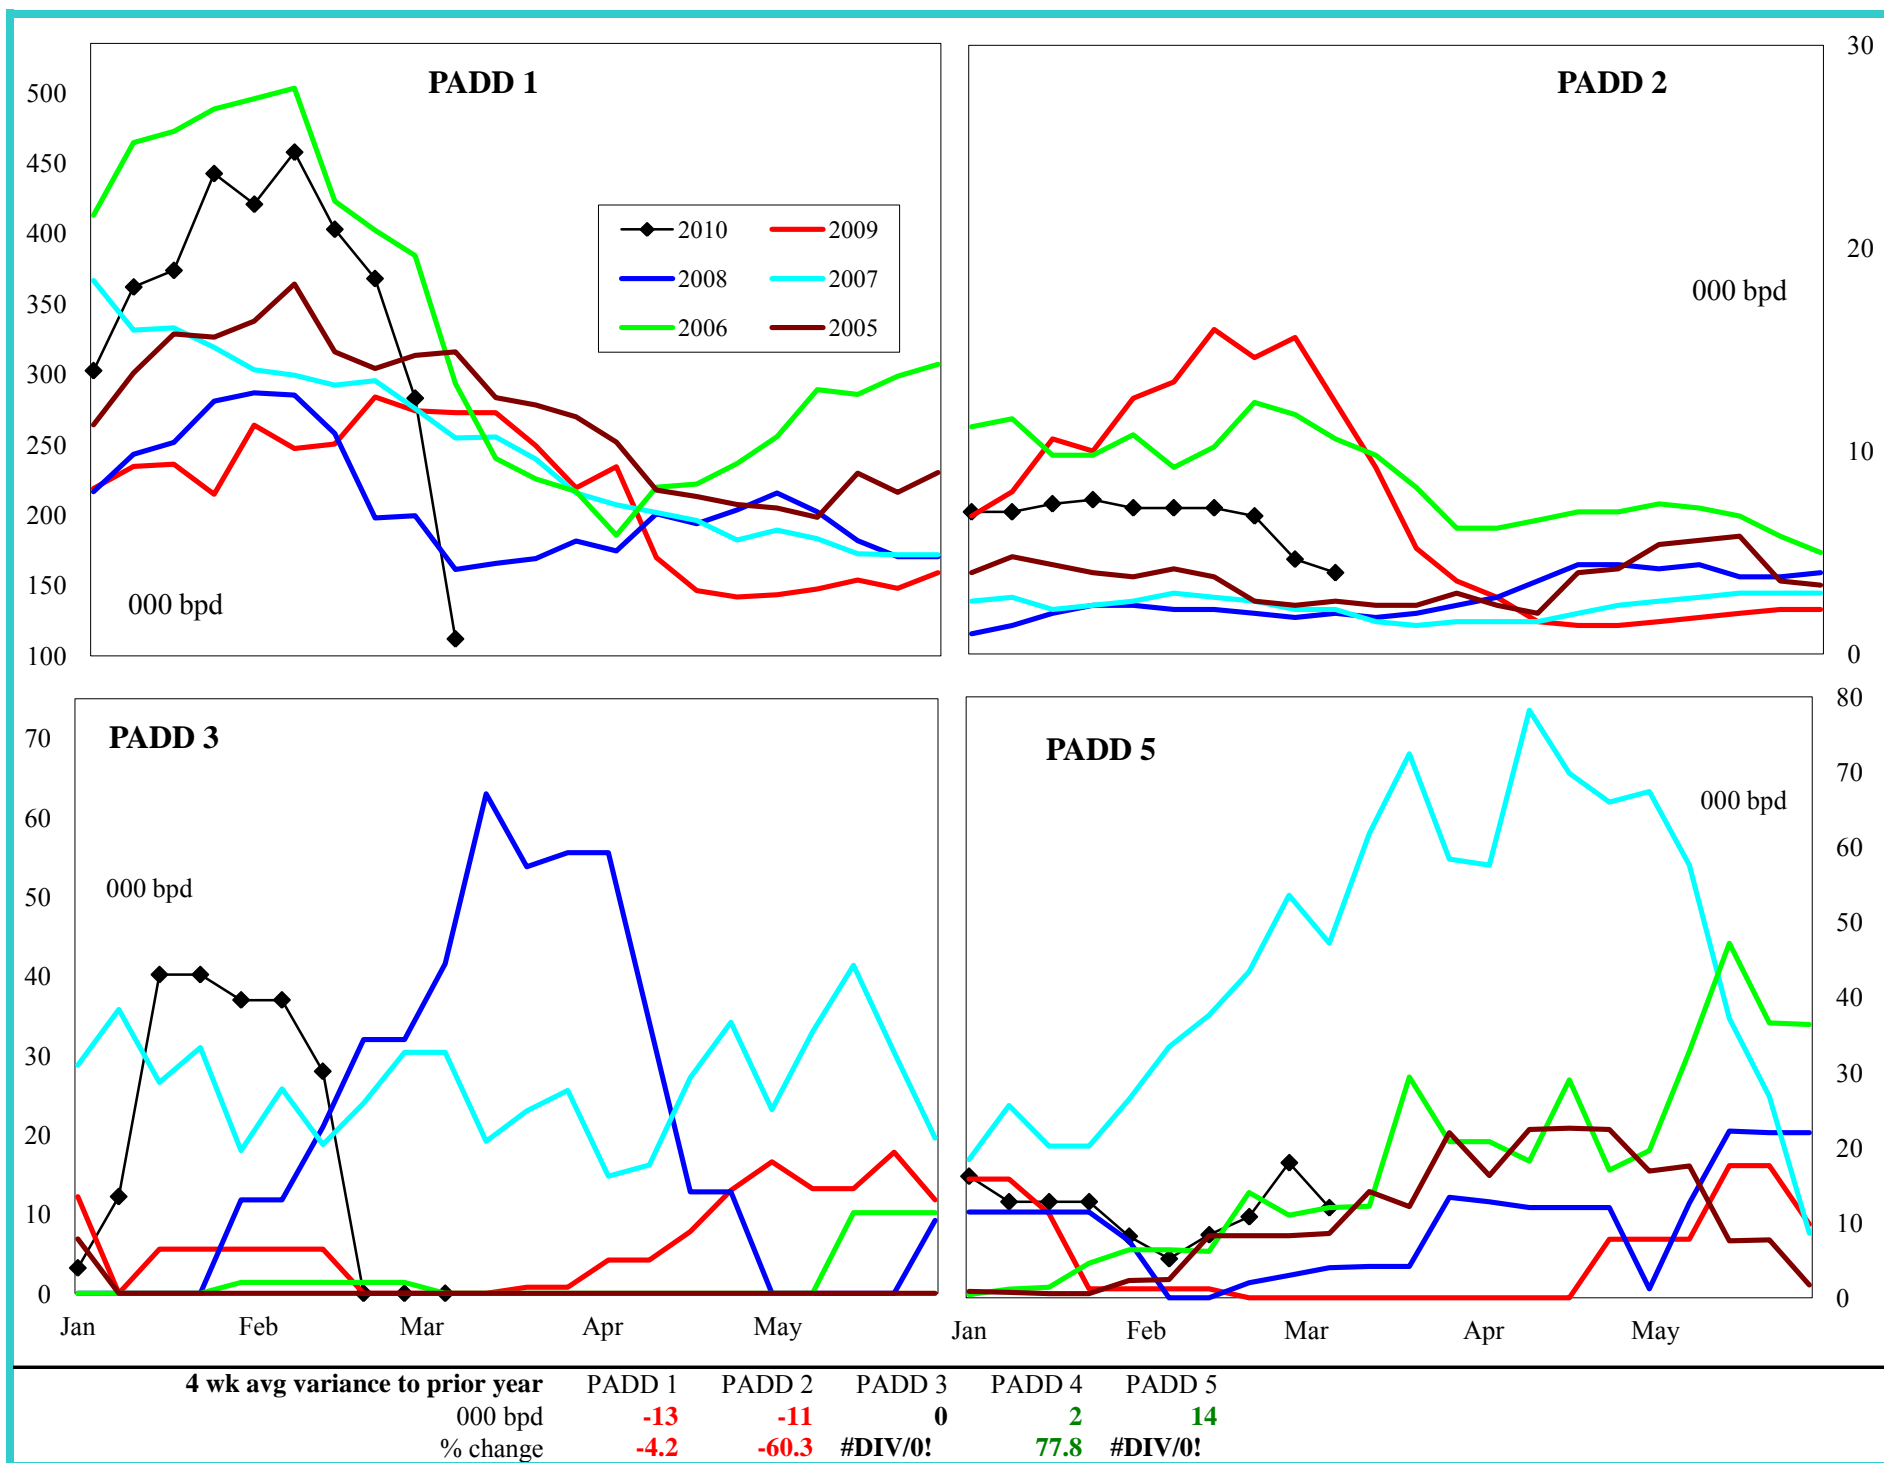 PADD 1
500
450
400
350
300
250
200
150
100
000 bpd
2010 2009
2008 2007
2006 2005
PADD 2
30
20
10
0
000 bpd
PADD 3
70
60
50
40
30
20
10
0
000 bpd
Jan Feb Mar Apr May
PADD 5
80
70
60
50
40
30
20
10
0
000 bpd
Jan Feb Mar Apr May
4 wk avg variance to prior year PADD 1 PADD 2 PADD 3 PADD 4 PADD 5
000 bpd -13 -11 0 2 14
% change -4.2 -60.3 #DIV/0! 77.8 #DIV/0!